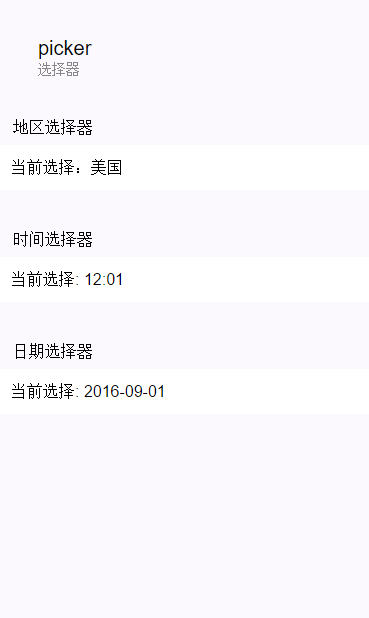 picker
选择器
地区选择器
当前选择：美国
时间选择器
当前选择: 12:01
日期选择器
当前选择: 2016-09-01